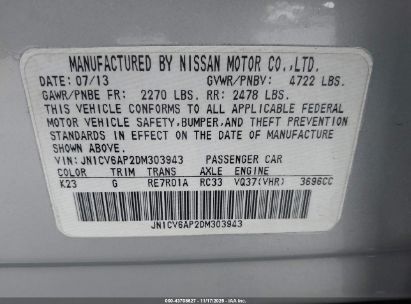 MANUFACTURED BY NISSAN MOTOR CO.,LTD.
DATE: 07/13 GVWR/PNBV: 4722 LBS.
GAWR/PNBE FR: 2270 LBS. RR: 2478 LBS.
THIS VEHICLE CONFORMS TO ALL APPLICABLE FEDERAL
MOTOR VEHICLE SAFETY, BUMPER, AND THEFT PREVENTION
STANDARDS IN EFFECT ON THE DATE OF MANUFACTURE
SHOWN ABOVE.
VIN: JN1CV6AP2DM303943 PASSENGER CAR
COLOR TRIM TRANS AXLE ENGINE
K23 G RE7R01A RC33 VQ37(VHR) 3696CC
JN1CV6AP2DM303943